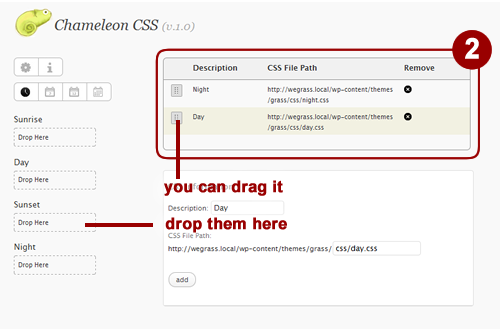 Chameleon CSS (v.1.0)
2
Description CSS File Path Remove
Night http://wegrass.local/wp-content/themes
/grass/css/night.css
Day http://wegrass.local/wp-content/themes
/grass/css/day.css
Sunrise
Drop Here
Day
Drop Here
Sunset
Drop Here
Night
Drop Here
you can drag it
Description: Day
drop them here
CSS File Path:
http://wegrass.local/wp-content/themes/grass/ css/day.css
add